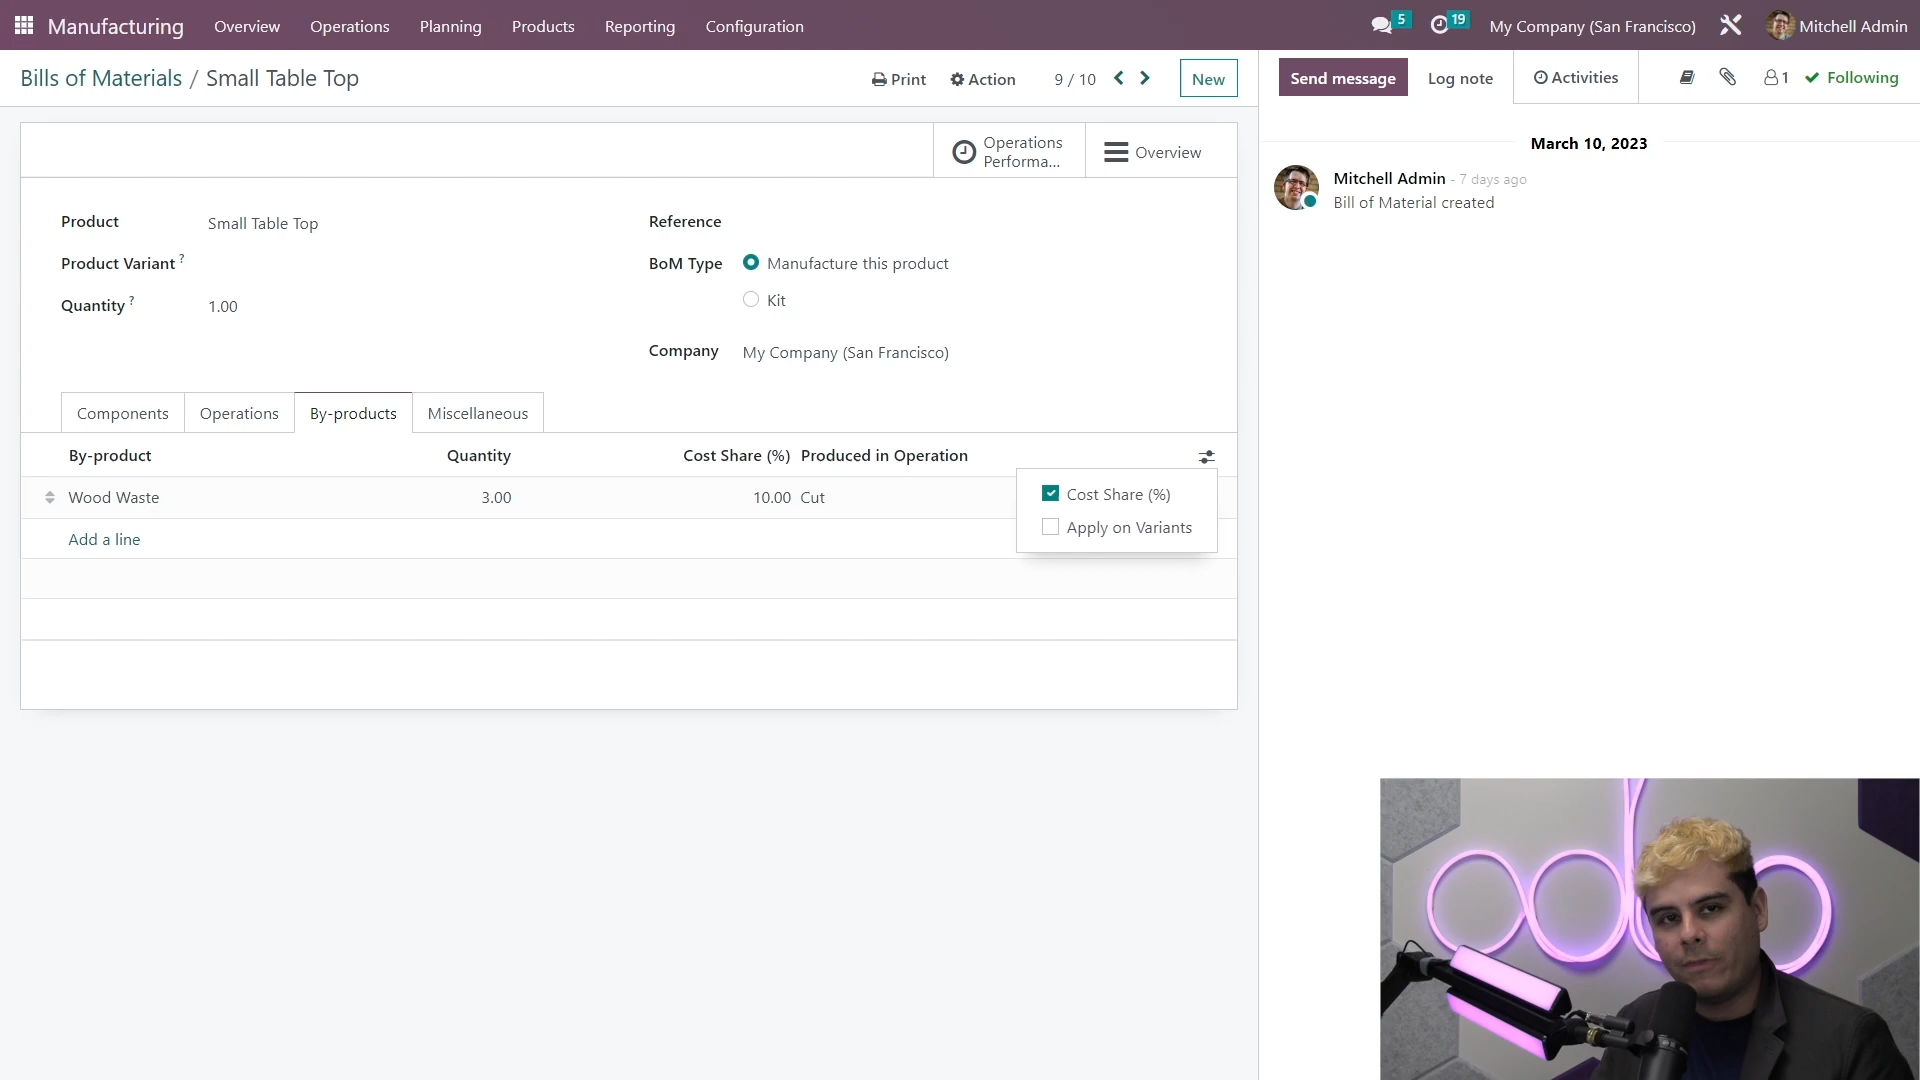 Manufacturing Overview Operations Planning Products Reporting Configuration 5 19 My Company (San Francisco) Mitchell Admin
Bills of Materials / Small Table Top Print Action 9 / 10 New Send message Log note Activities 1 Following
Operations
Performa... Overview
March 10, 2023
Mitchell Admin - 7 days ago
Bill of Material created
Product Small Table Top Reference
Product Variant ? BoM Type Manufacture this product
Kit
Quantity ? 1.00
Company My Company (San Francisco)
Components Operations By-products Miscellaneous
By-product Quantity Cost Share (%) Produced in Operation
Wood Waste 3.00 10.00 Cut
Cost Share (%)
Apply on Variants
Add a line
odoo